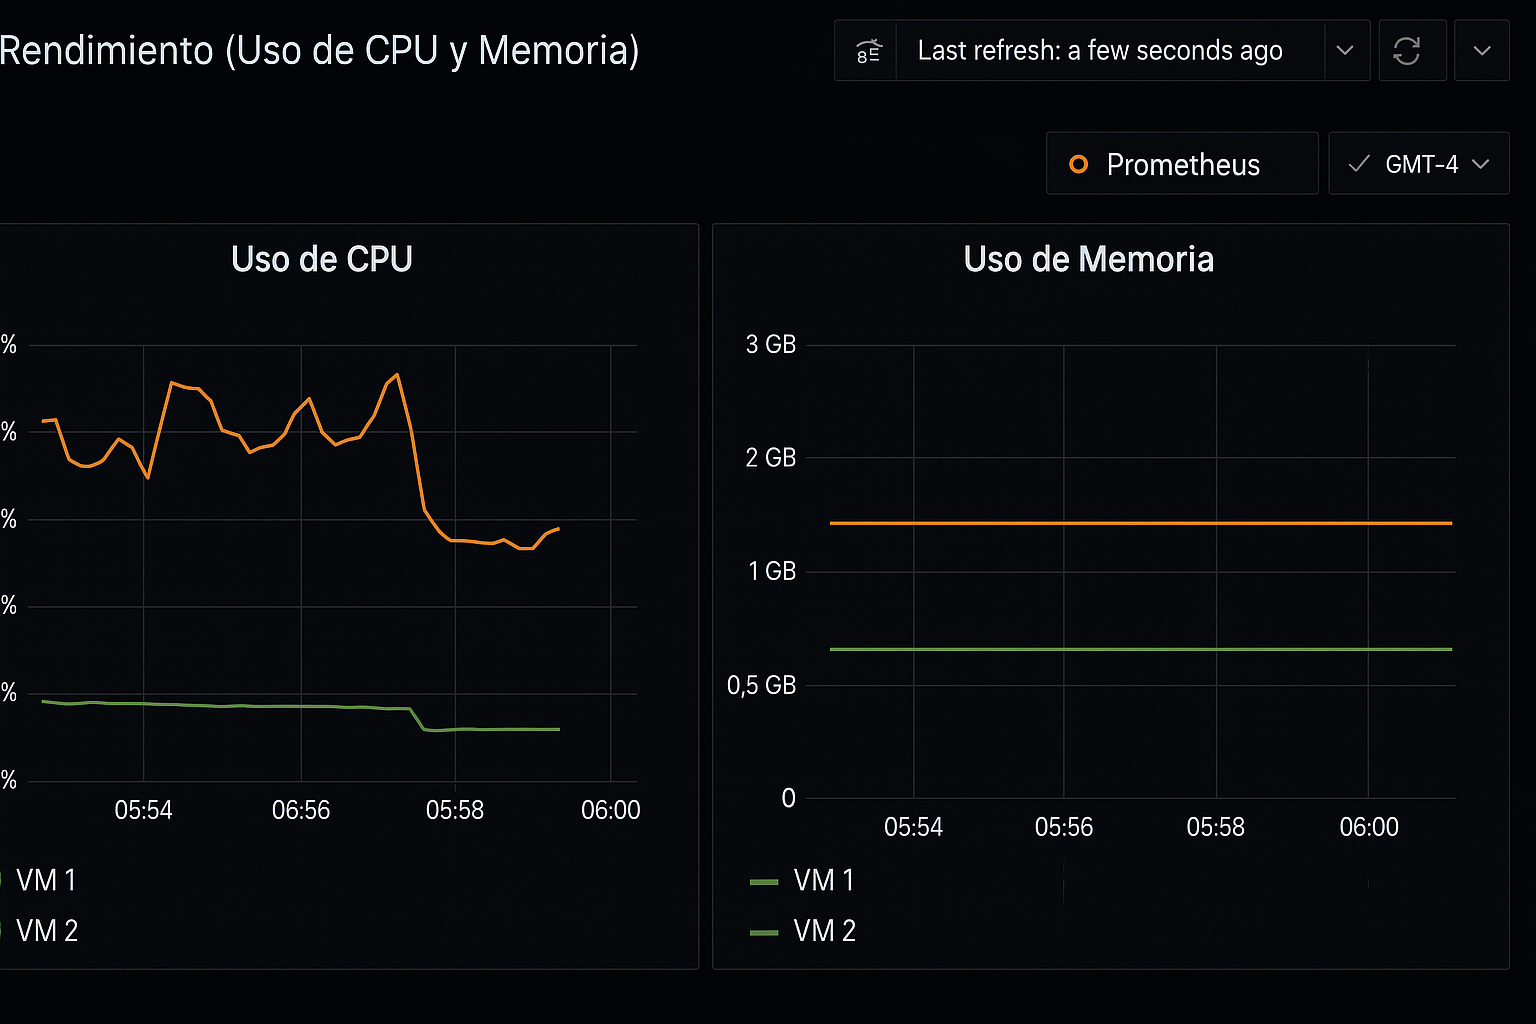 Rendimiento (Uso de CPU y Memoria)
Last refresh: a few seconds ago
Prometheus
GMT-4
Uso de CPU
%
%
%
%
%
%
05:54
06:56
05:58
06:00
VM 1
VM 2
Uso de Memoria
3 GB
2 GB
1 GB
0,5 GB
0
05:54
05:56
05:58
06:00
VM 1
VM 2